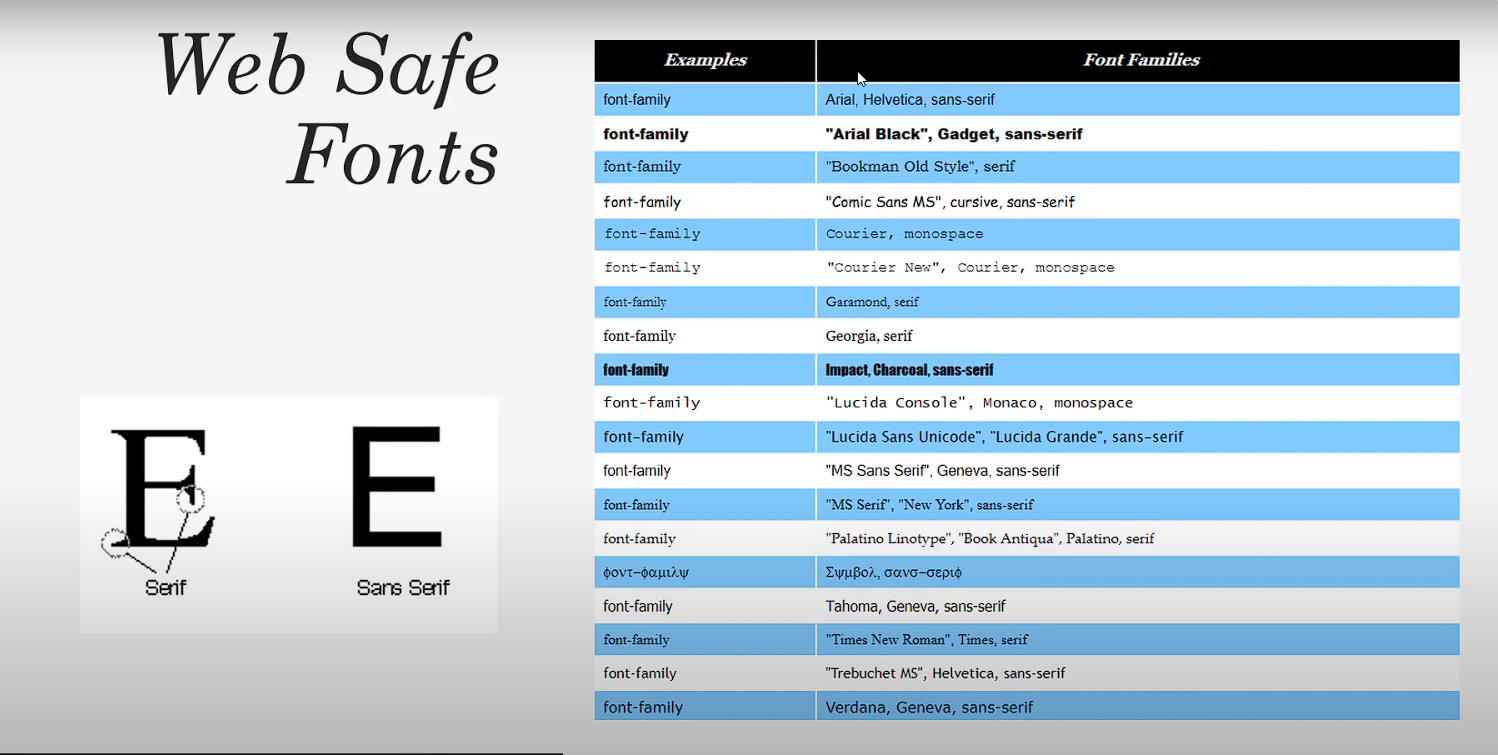 Web Safe
Fonts
Serif
Sans Serif
Examples Font Families
font-family Arial, Helvetica, sans-serif
font-family "Arial Black", Gadget, sans-serif
font-family "Bookman Old Style", serif
font-family "Comic Sans MS", cursive, sans-serif
font-family Courier, monospace
font-family "Courier New", Courier, monospace
font-family Garamond, serif
font-family Georgia, serif
font-family Impact, Charcoal, sans-serif
font-family "Lucida Console", Monaco, monospace
font-family "Lucida Sans Unicode", "Lucida Grande", sans-serif
font-family "MS Sans Serif", Geneva, sans-serif
font-family "MS Serif", "New York", sans-serif
font-family "Palatino Linotype", "Book Antiqua", Palatino, serif
φοντ–φαμιλψ Σψμβολ, σανσ–σεριφ
font-family Tahoma, Geneva, sans-serif
font-family "Times New Roman", Times, serif
font-family "Trebuchet MS", Helvetica, sans-serif
font-family Verdana, Geneva, sans-serif